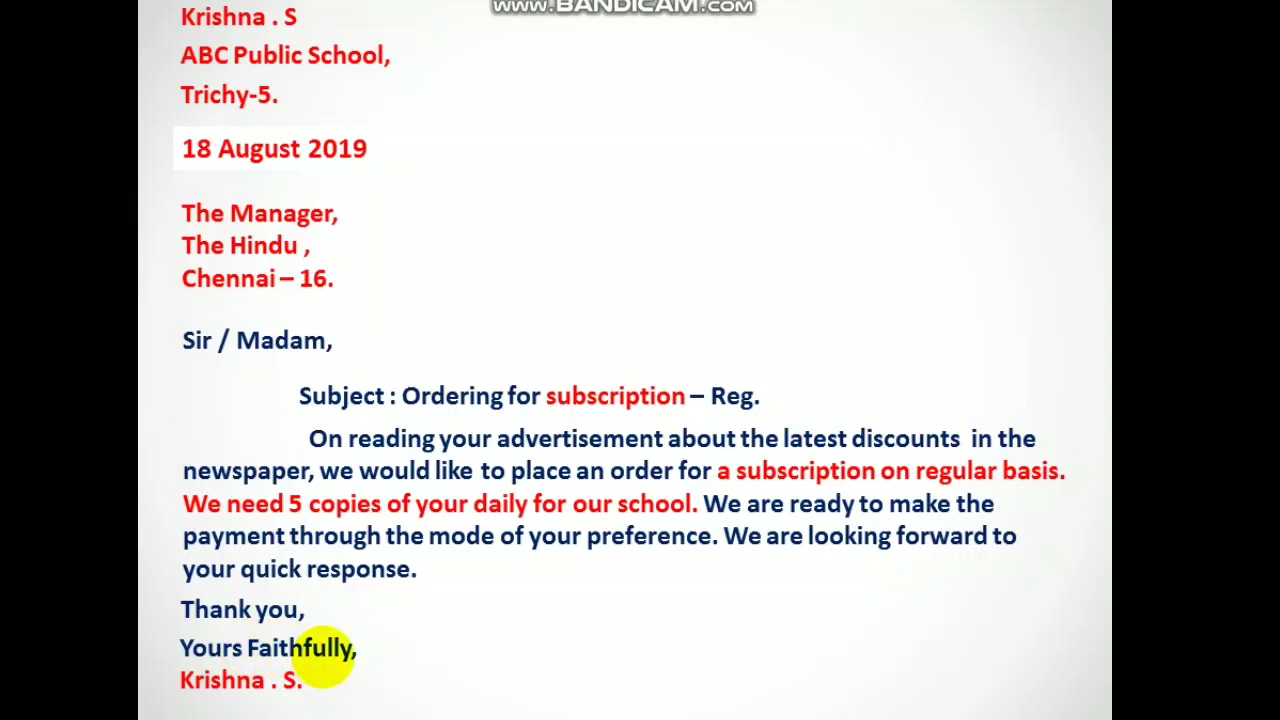 www.BANDICAM.com
Krishna . S
ABC Public School,
Trichy-5.
18 August 2019
The Manager,
The Hindu ,
Chennai – 16.
Sir / Madam,
Subject : Ordering for subscription – Reg.
On reading your advertisement about the latest discounts in the
newspaper, we would like to place an order for a subscription on regular basis.
We need 5 copies of your daily for our school. We are ready to make the
payment through the mode of your preference. We are looking forward to
your quick response.
Thank you,
Yours Faithfully,
Krishna . S.